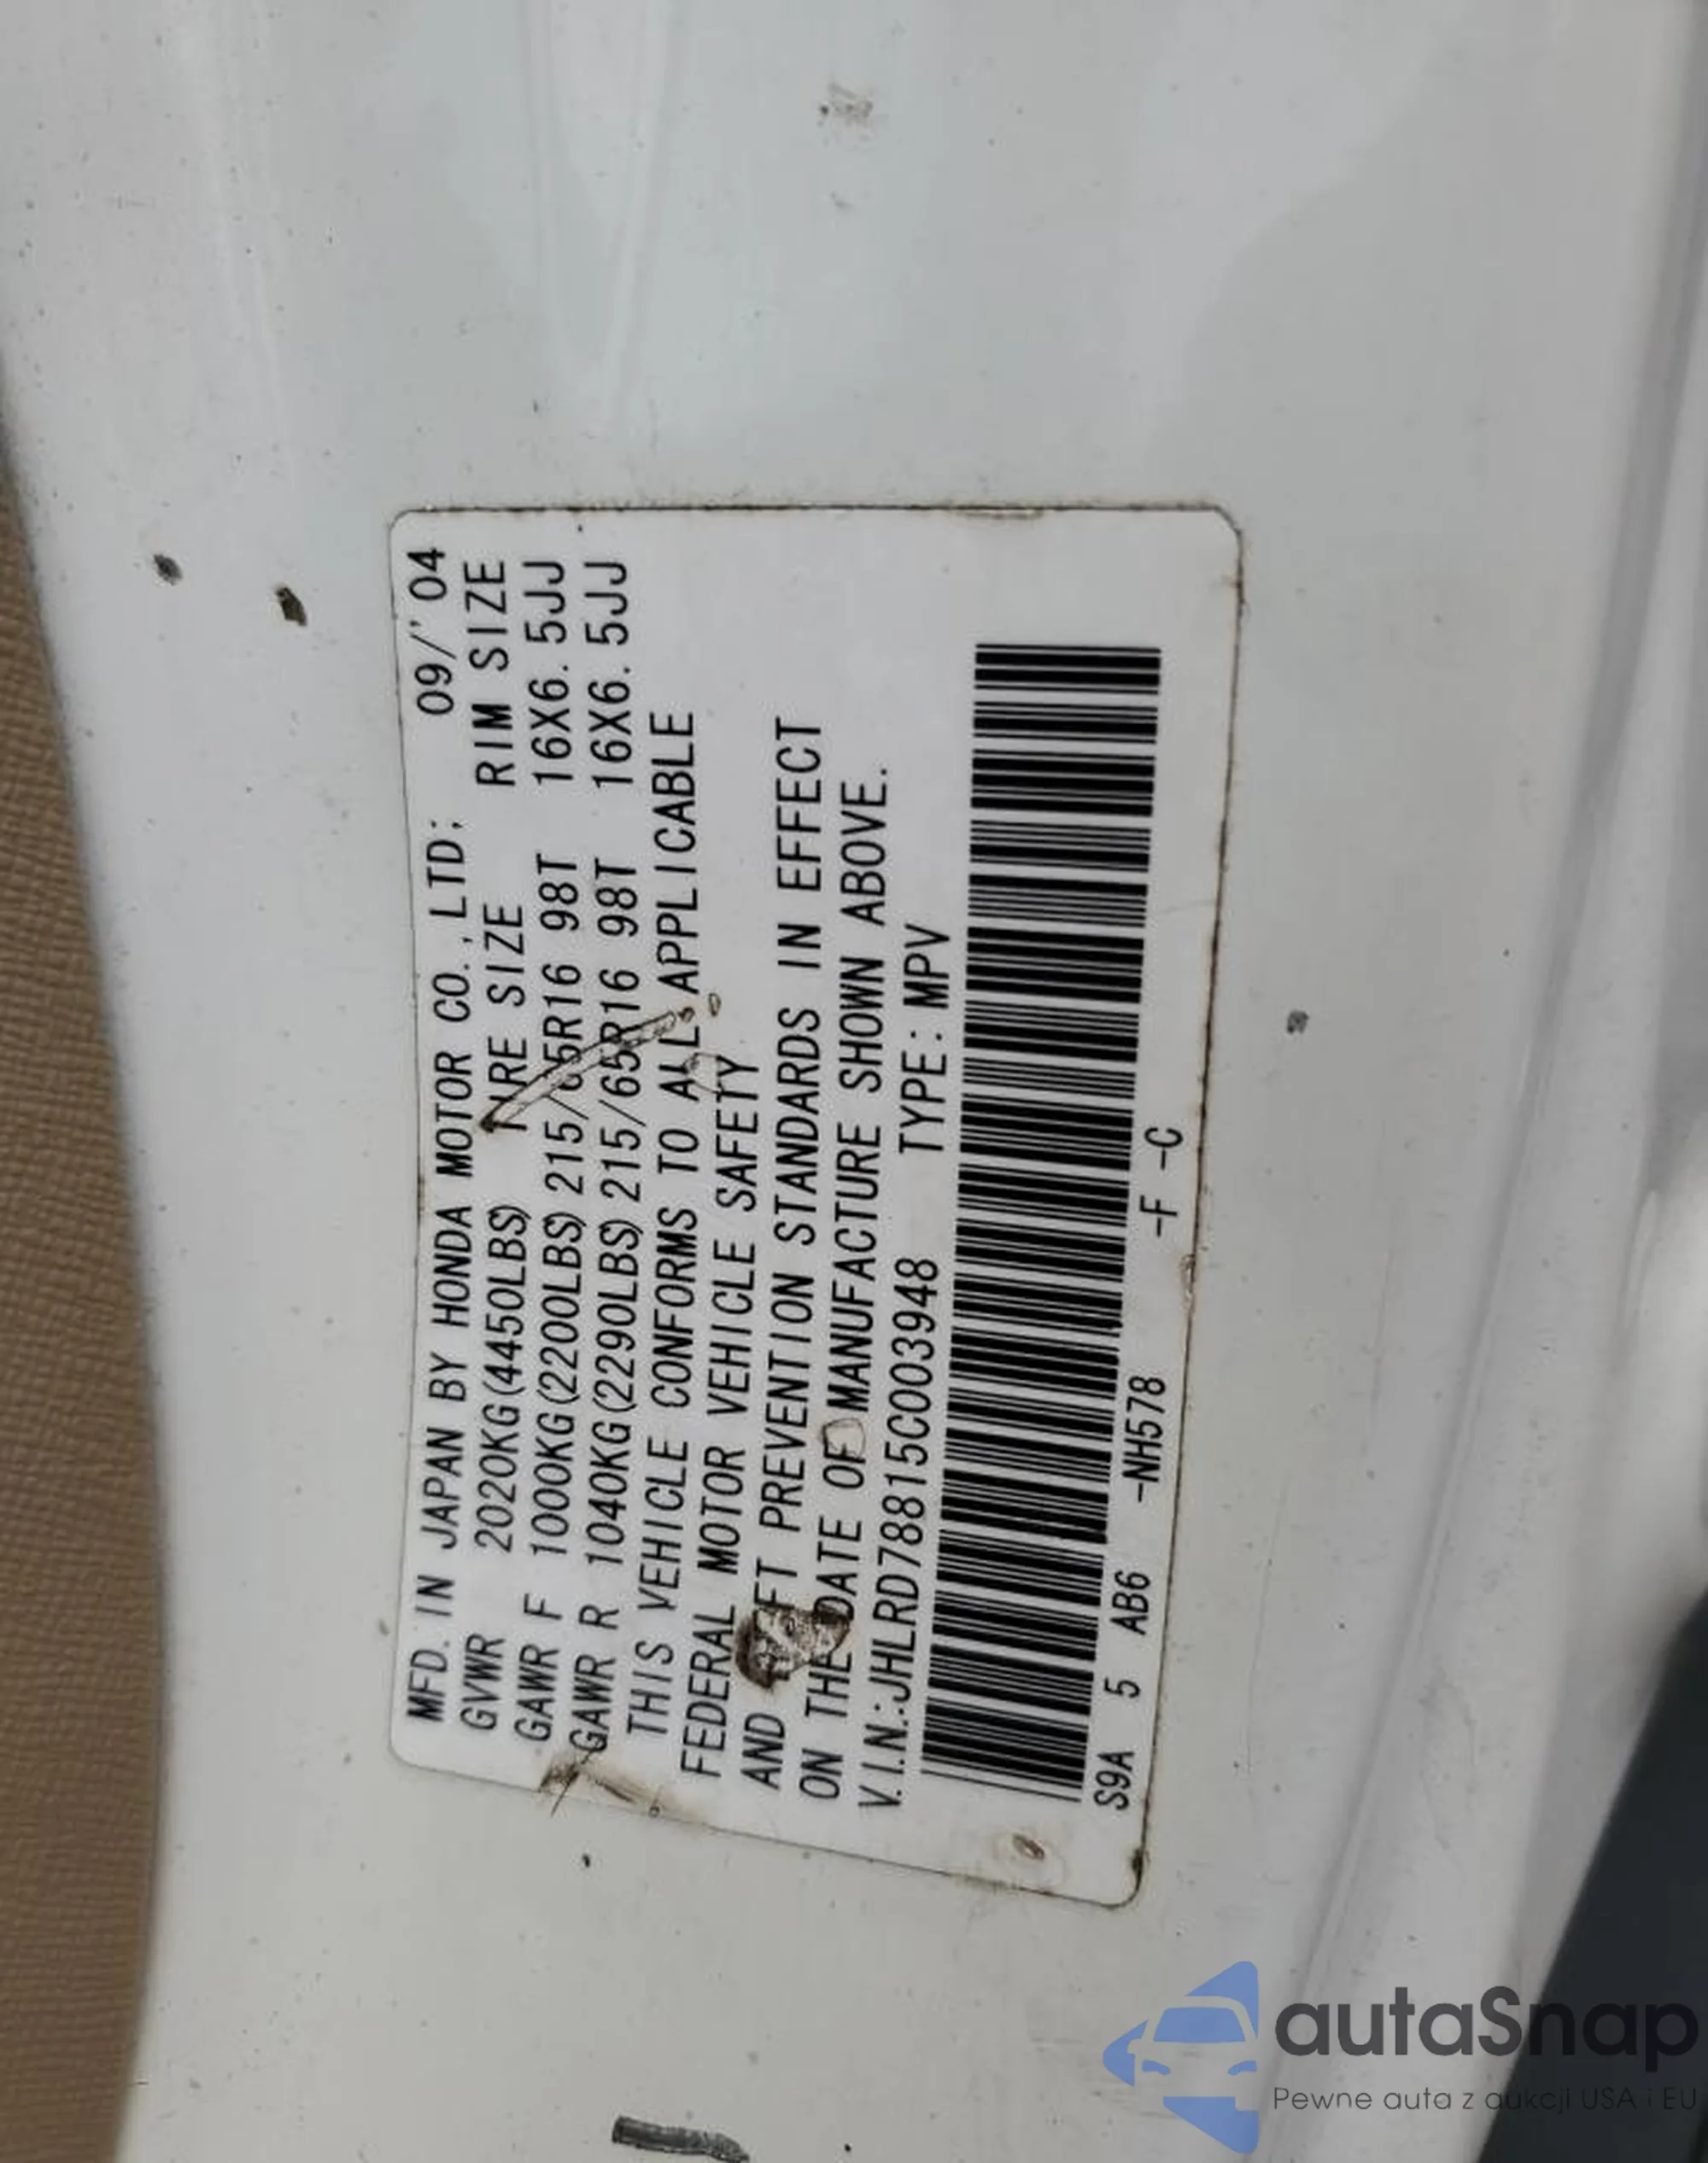 MFD. IN JAPAN BY HONDA MOTOR CO.,LTD; 09/'04
GVWR 2020KG(4450LBS) TIRE SIZE RIM SIZE
GAWR F 1000KG(2200LBS) 215/65R16 98T 16X6.5JJ
GAWR R 1040KG(2290LBS) 215/65R16 98T 16X6.5JJ
THIS VEHICLE CONFORMS TO ALL APPLICABLE
FEDERAL MOTOR VEHICLE SAFETY
AND PREVENTION STANDARDS IN EFFECT
ON THE DATE OF MANUFACTURE SHOWN ABOVE.
V.I.N.:JHLRD78815C003948 TYPE:MPV
S9A 5 AB6 -NH578 -F -C
autaSnap
Pewne auta z aukcji USA i EU